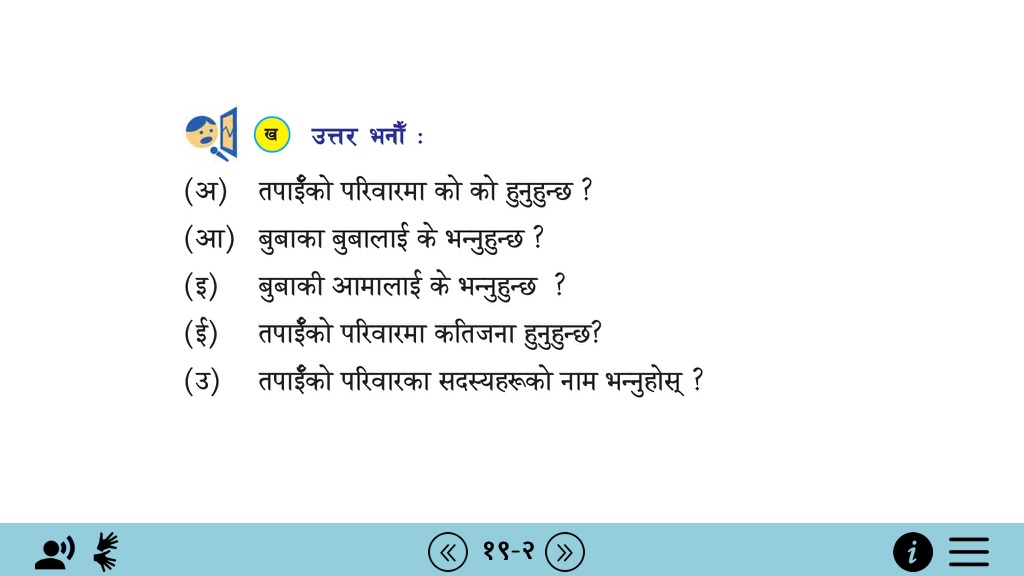 ख उत्तर भनौँ :
(अ) तपाईँको परिवारमा को को हुनुहुन्छ ?
(आ) बुबाका बुबालाई के भन्नुहुन्छ ?
(इ) बुबाकी आमालाई के भन्नुहुन्छ ?
(ई) तपाईँको परिवारमा कतिजना हुनुहुन्छ?
(उ) तपाईँको परिवारका सदस्यहरूको नाम भन्नुहोस् ?
१९-२